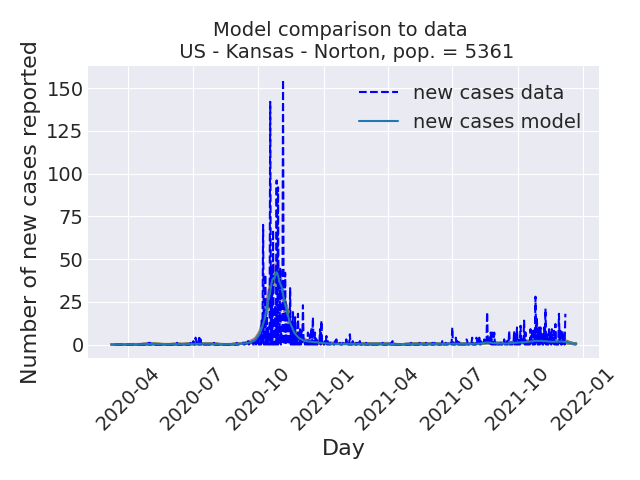 Model comparison to data
US - Kansas - Norton, pop. = 5361
Number of new cases reported
150
125
100
75
50
25
0
new cases data
new cases model
2020-04
2020-07
2020-10
2021-01
2021-04
2021-07
2021-10
2022-01
Day